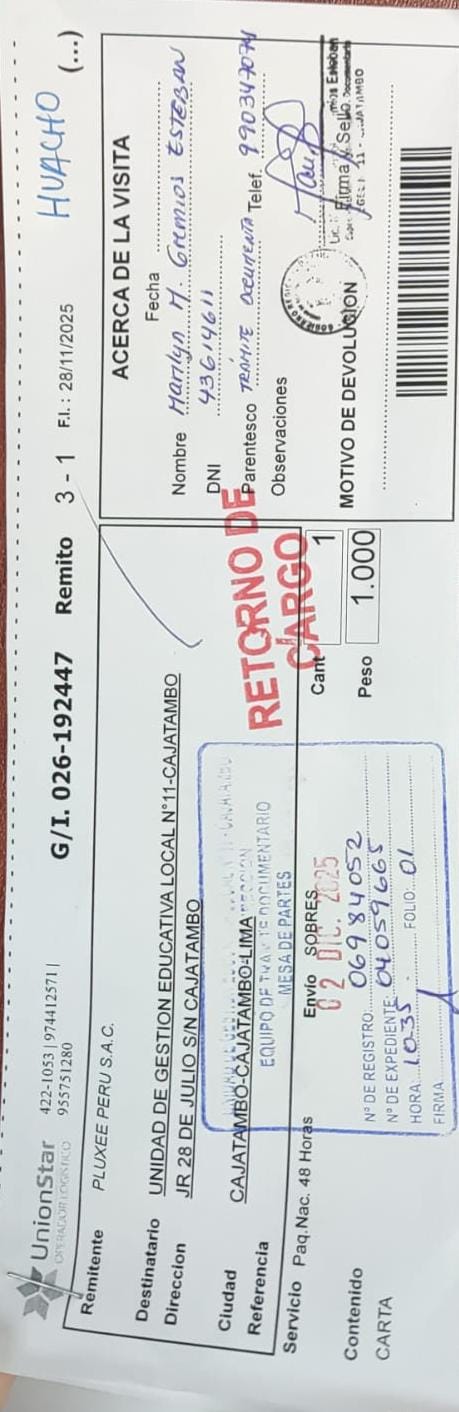 UnionStar
OPERADOR LOGISTICO
422-1053 | 974412571 |
955751280
G/I. 026-192447 Remito 3 - 1 F.I. : 28/11/2025
HUACHO
(...)
Remitente PLUXEE PERU S.A.C.
Destinatario UNIDAD DE GESTION EDUCATIVA LOCAL N°11-CAJATAMBO
Direccion JR 28 DE JULIO S/N CAJATAMBO
Ciudad CAJATAMBO-CAJATAMBO-LIMA
Referencia
Servicio Paq.Nac. 48 Horas
Envio SOBRES
Cant 1
Contenido
CARTA
Peso 1.000
RETORNO DE
CARGO
EQUIPO DE TRAMITE DOCUMENTARIO
MESA DE PARTES
02 DIC. 2025
N° DE REGISTRO: 06984052
N° DE EXPEDIENTE: 04059665
HORA: 10:35 FOLIO: 01
FIRMA
ACERCA DE LA VISITA
Fecha
Nombre Marilyn M. Gremios ESTEBAN
DNI 43614611
Parentesco TRÁMITE DOCUMENTA Telef. 990347074
Observaciones
Firma y Sello
MOTIVO DE DEVOLUCION